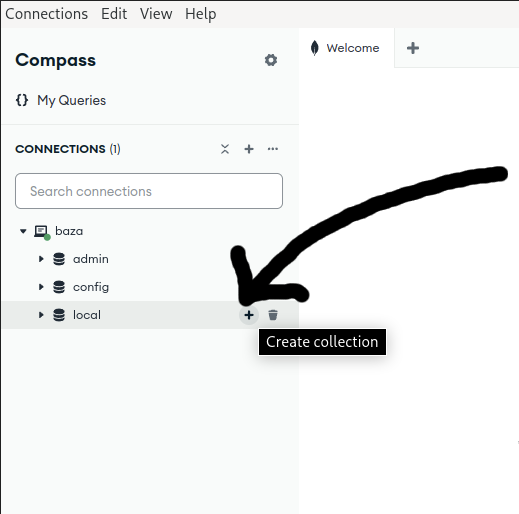 Connections Edit View Help
Compass
Welcome
My Queries
CONNECTIONS (1)
Search connections
baza
admin
config
local
Create collection